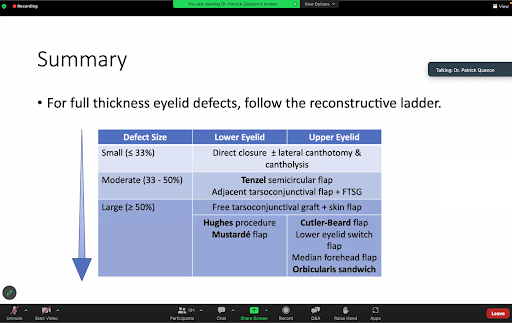 Recording
You are viewing Dr. Patrick Quezon's screen
View Options
View
Summary
Talking: Dr. Patrick Quezon
• For full thickness eyelid defects, follow the reconstructive ladder.
Defect Size Lower Eyelid Upper Eyelid
Small (≤ 33%) Direct closure ± lateral canthotomy &
cantholysis
Moderate (33 - 50%) Tenzel semicircular flap
Adjacent tarsoconjunctival flap + FTSG
Large (≥ 50%) Free tarsoconjunctival graft + skin flap
Hughes procedure Cutler-Beard flap
Mustardé flap Lower eyelid switch
flap
Median forehead flap
Orbicularis sandwich
191
Unmute Start Video Participants Chat Share Screen Record Q&A Raise Hand Apps Leave